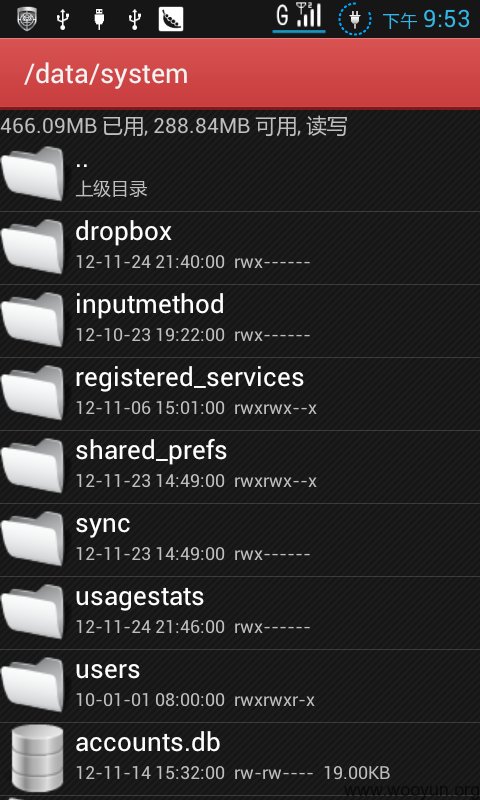 G 下午 9:53
/data/system
466.09MB 已用, 288.84MB 可用, 读写
..
上级目录
dropbox
12-11-24 21:40:00 rwx------
inputmethod
12-10-23 19:22:00 rwx------
registered_services
12-11-06 15:01:00 rwxrwx--x
shared_prefs
12-11-23 14:49:00 rwxrwx--x
sync
12-11-23 14:49:00 rwx------
usagestats
12-11-24 21:46:00 rwx------
users
10-01-01 08:00:00 rwxrwxr-x
accounts.db
12-11-14 15:32:00 rw-rw---- 19.00KB
www.wooyun.org